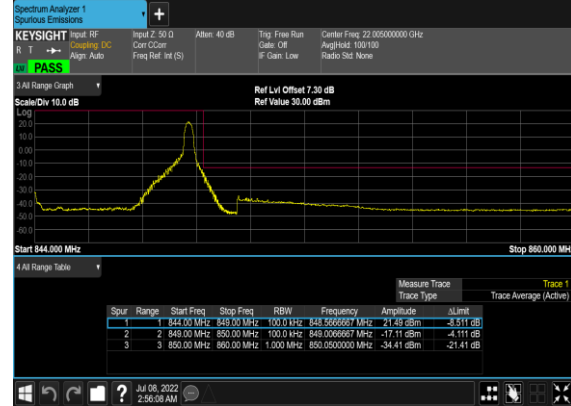 Spectrum Analyzer 1
Spurious Emissions
+
KEYSIGHT Input: RF Input Z: 50 Ω Atten: 40 dB Trig: Free Run Center Freq: 22.005000000 GHz
R T Coupling: DC Corr CCorr Gate: Off Avg|Hold: 100/100
Align: Auto Freq Ref: Int (S) IF Gain: Low Radio Std: None
PASS
3 All Range Graph
Ref Lvl Offset 7.30 dB
Scale/Div 10.0 dB Ref Value 30.00 dBm
Log
20.0
10.0
0.00
-10.0
-20.0
-30.0
-40.0
-50.0
-60.0
Start 844.000 MHz Stop 860.000 MH
4 All Range Table
Measure Trace Trace 1
Trace Type Trace Average (Active)
Spur Range Start Freq Stop Freq RBW Frequency Amplitude ΔLimit
1 1 844.00 MHz 849.00 MHz 100.0 kHz 848.5666667 MHz 21.49 dBm -8.511 dB
2 2 849.00 MHz 850.00 MHz 100.0 kHz 849.0066667 MHz -17.11 dBm -4.111 dB
3 3 850.00 MHz 860.00 MHz 1.000 MHz 850.0500000 MHz -34.41 dBm -21.41 dB
? Jul 08, 2022
2:56:08 AM